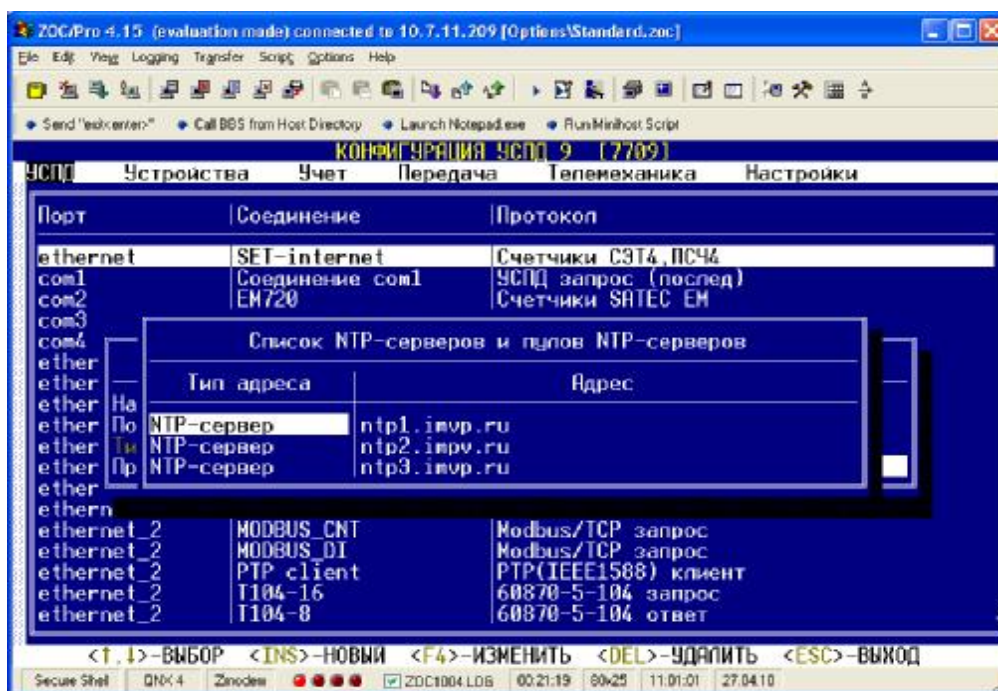 ZOC/Pro 4.15 (evaluation mode) connected to 10.7.11.209 [Options\Standard.zoc]
File Edit View Logging Transfer Script Options Help
Send "exit<enter>" Call BBS from Host Directory Launch Notepad.exe Run Minihost Script
КОНФИГУРАЦИЯ УСПД 9 [7709]
УСПД Устройства Учет Передача Телемеханика Настройки
Порт Соединение Протокол
ethernet SET-internet Счетчики СЭТ4,ПСЧ4
com1 Соединение com1 УСПД запрос (послед)
com2 EM720 Счетчики SATEC EM
com3
com4 Список NTP-серверов и пулов NTP-серверов
ether
ether Тип адреса Адрес
ether На
ether По NTP-сервер ntp1.imvp.ru
ether Ти NTP-сервер ntp2.impv.ru
ether Пр NTP-сервер ntp3.imvp.ru
ether
ethern
ethernet_2 MODBUS_CNT Modbus/TCP запрос
ethernet_2 MODBUS_DI Modbus/TCP запрос
ethernet_2 PTP client PTP(IEEE1588) клиент
ethernet_2 T104-16 60870-5-104 запрос
ethernet_2 T104-8 60870-5-104 ответ
<↑,↓>-ВЫБОР <INS>-НОВЫЙ <F4>-ИЗМЕНИТЬ <DEL>-УДАЛИТЬ <ESC>-ВЫХОД
Secure Shell QNX4 Zmodem ZOC1004.LOG 00:21:19 80x25 11:01:01 27.04.10